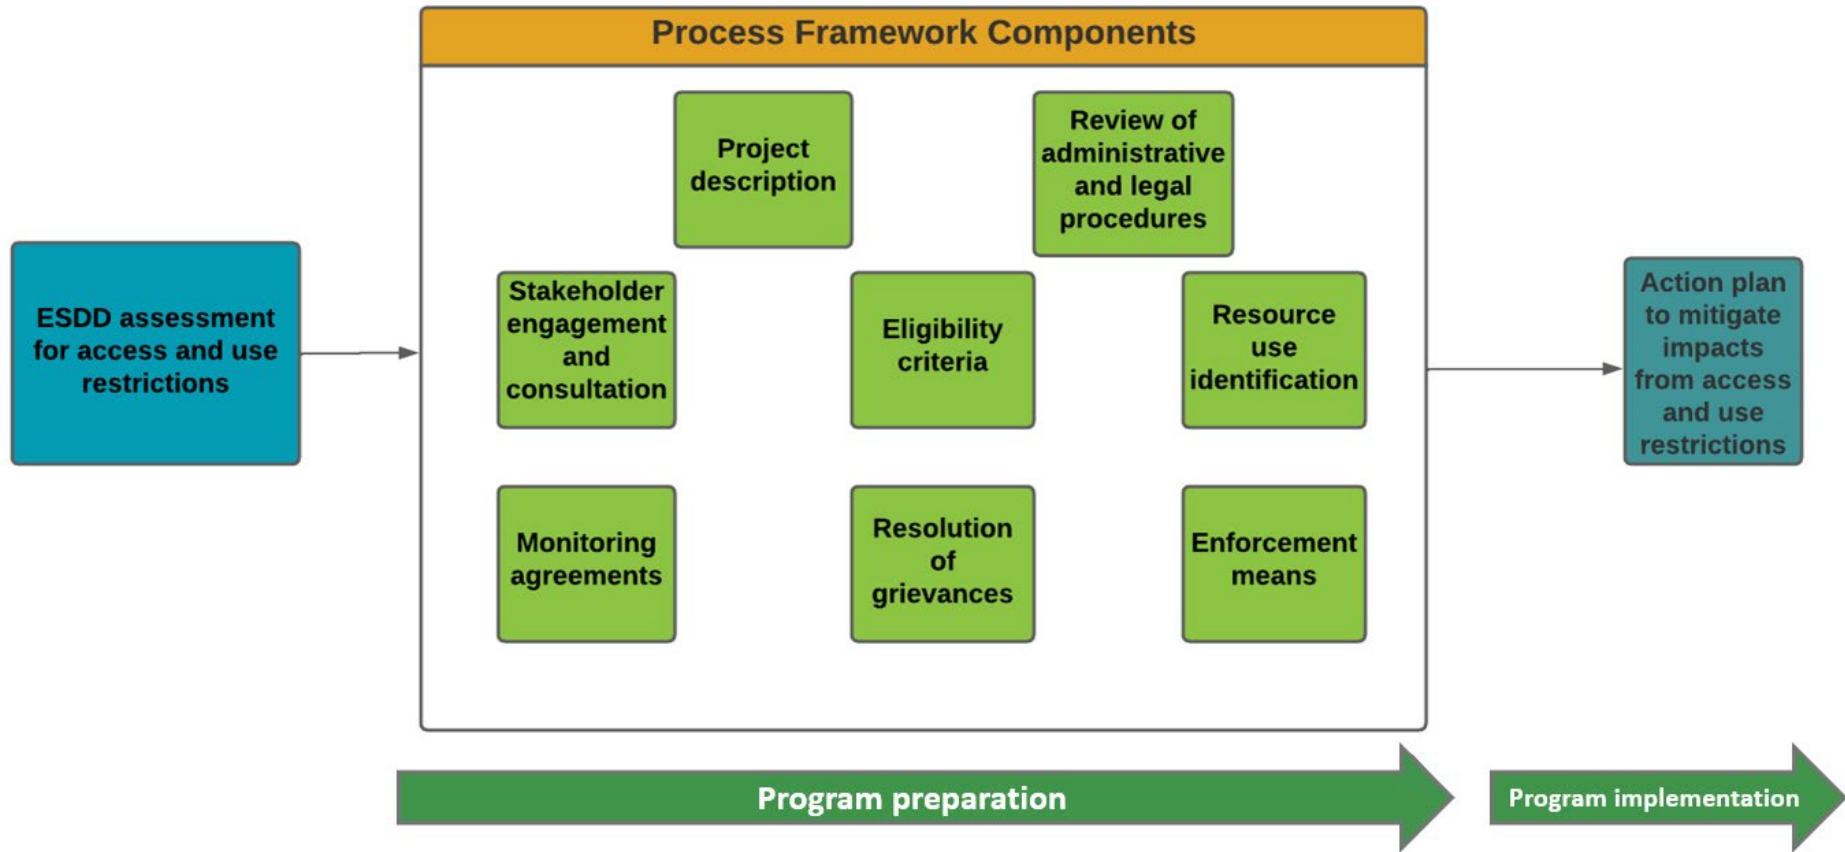 Process Framework Components
Project
description
Review of
administrative
and legal
procedures
ESDD assessment
for access and use
restrictions
Stakeholder
engagement
and
consultation
Eligibility
criteria
Resource
use
identification
Action plan
to mitigate
impacts
from access
and use
restrictions
Monitoring
agreements
Resolution
of
grievances
Enforcement
means
Program preparation
Program implementation